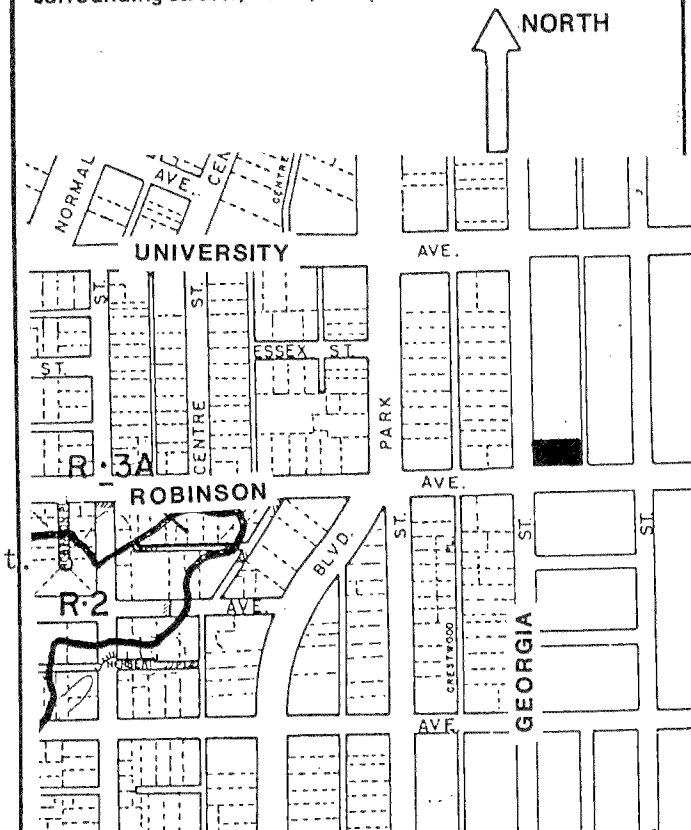 NORTH
NORMAL
AVE.
CENTRE
UNIVERSITY
AVE.
ST.
ST.
ESSEX ST.
ST.
CENTRE
PARK
R·3A
ROBINSON
AVE.
ST.
ST.
ST.
BLVD.
t.
PL.
R·2
AVE.
CRESTWOOD
GEORGIA
AVE.